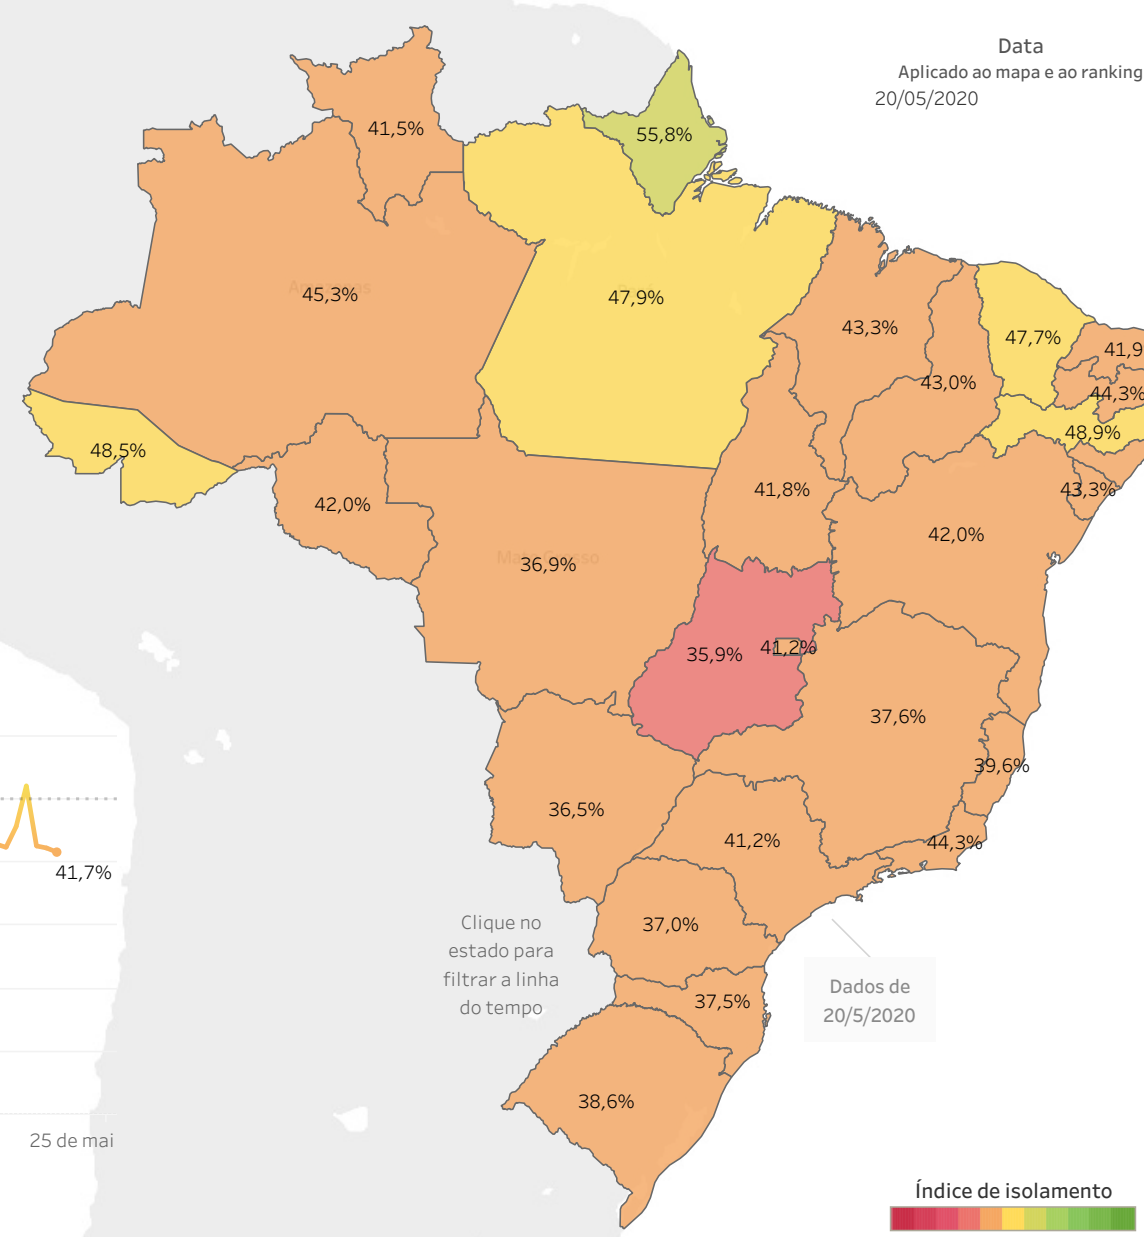 Data
Aplicado ao mapa e ao ranking
20/05/2020
41,5%
55,8%
45,3%
47,9%
43,3%
47,7%
41,9
43,0%
44,3%
48,5%
48,9%
42,0%
41,8%
43,3%
42,0%
Mato Grosso
36,9%
35,9%
41,2%
37,6%
39,6%
36,5%
41,2%
44,3%
41,7%
37,0%
Clique no
estado para
filtrar a linha
do tempo
Dados de
20/5/2020
37,5%
38,6%
25 de mai
Índice de isolamento